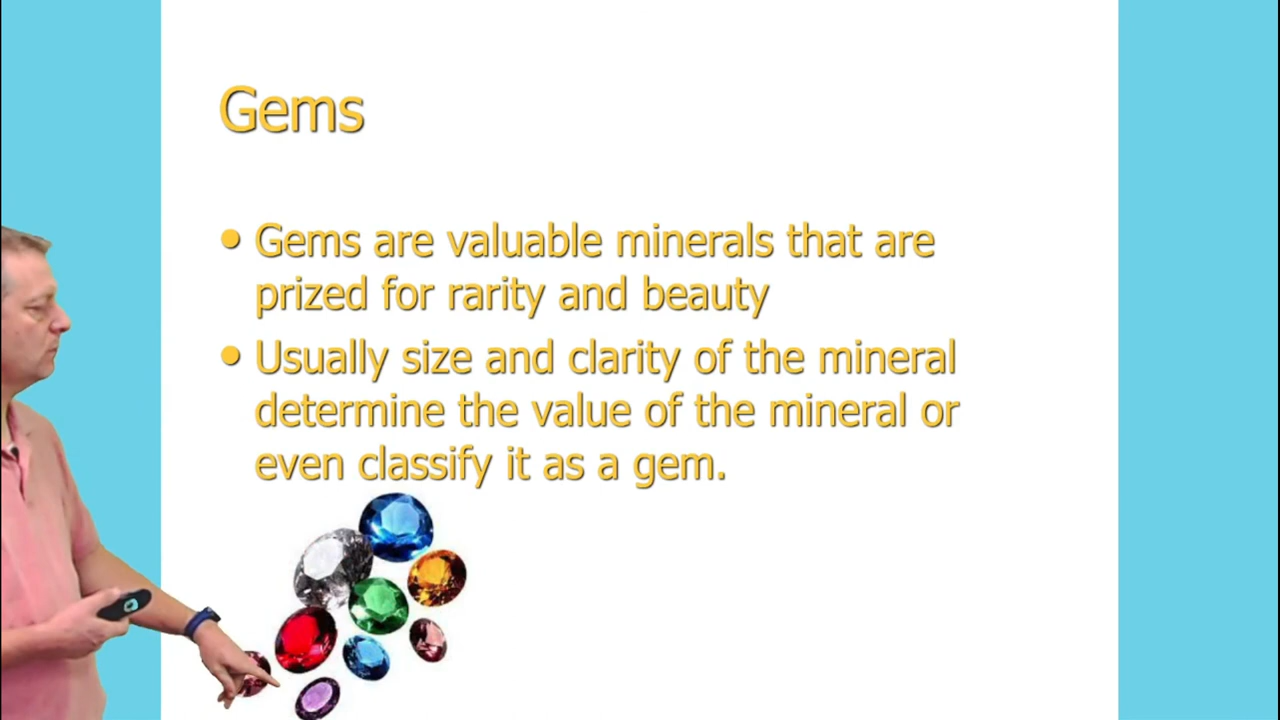 Gems
• Gems are valuable minerals that are
prized for rarity and beauty
• Usually size and clarity of the mineral
determine the value of the mineral or
even classify it as a gem.